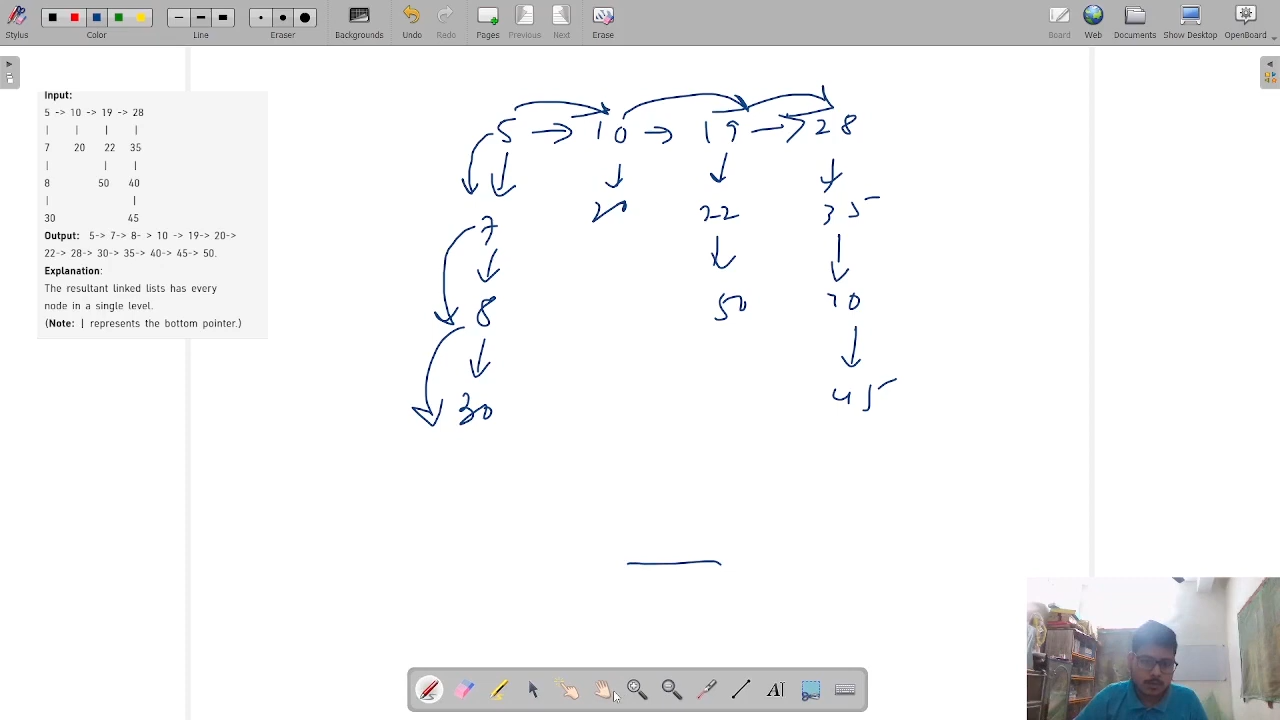 Stylus Color Line Eraser Backgrounds Undo Redo Pages Previous Next Erase Board Web Documents Show Desktop OpenBoard
Input:
5 -> 10 -> 19 -> 28
| | | |
7 20 22 35
| | |
8 50 40
| |
30 45
Output: 5-> 7-> 8- > 10 -> 19-> 20->
22-> 28-> 30-> 35-> 40-> 45-> 50.
Explanation:
The resultant linked lists has every
node in a single level.
(Note: | represents the bottom pointer.)
5 → 10 → 19 → 28
↓ ↓ ↓ ↓
7 20 22 35
↓ ↓ ↓
8 50
↓ ↓
30 45